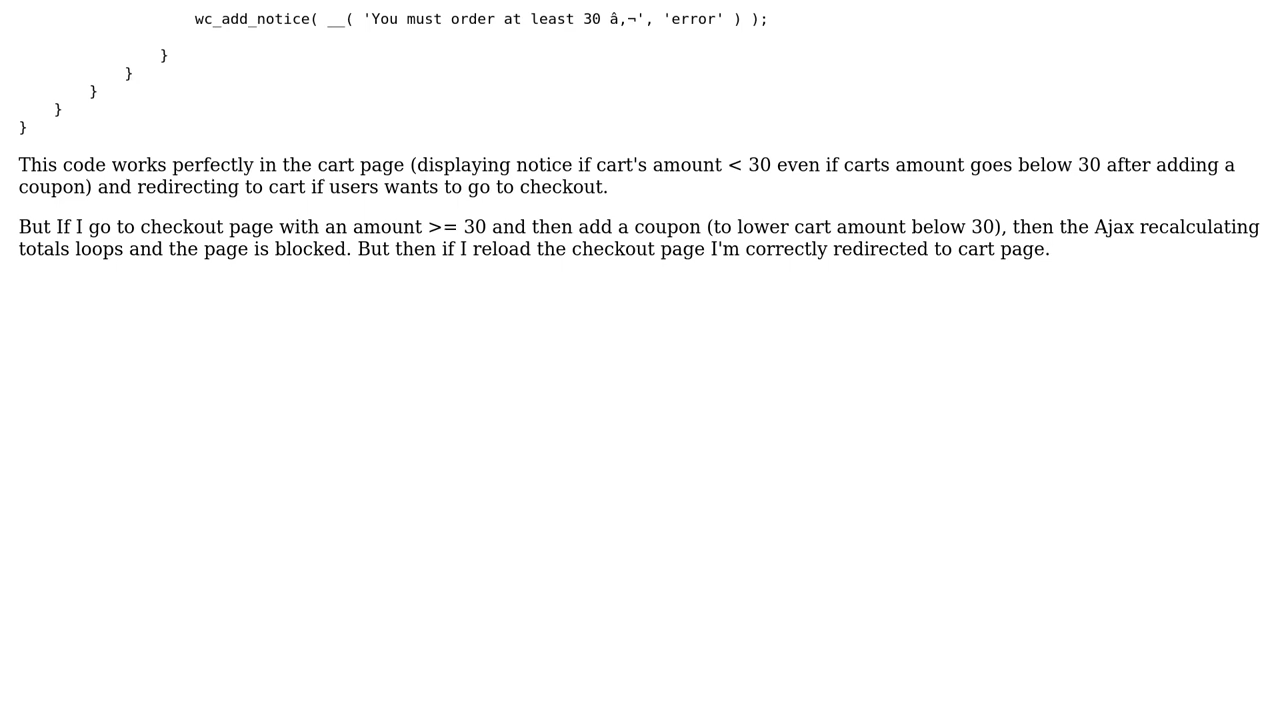 wc_add_notice( __( 'You must order at least 30 â‚¬', 'error' ) );
}
}
}
}
}
This code works perfectly in the cart page (displaying notice if cart's amount < 30 even if carts amount goes below 30 after adding a
coupon) and redirecting to cart if users wants to go to checkout.
But If I go to checkout page with an amount >= 30 and then add a coupon (to lower cart amount below 30), then the Ajax recalculating
totals loops and the page is blocked. But then if I reload the checkout page I'm correctly redirected to cart page.